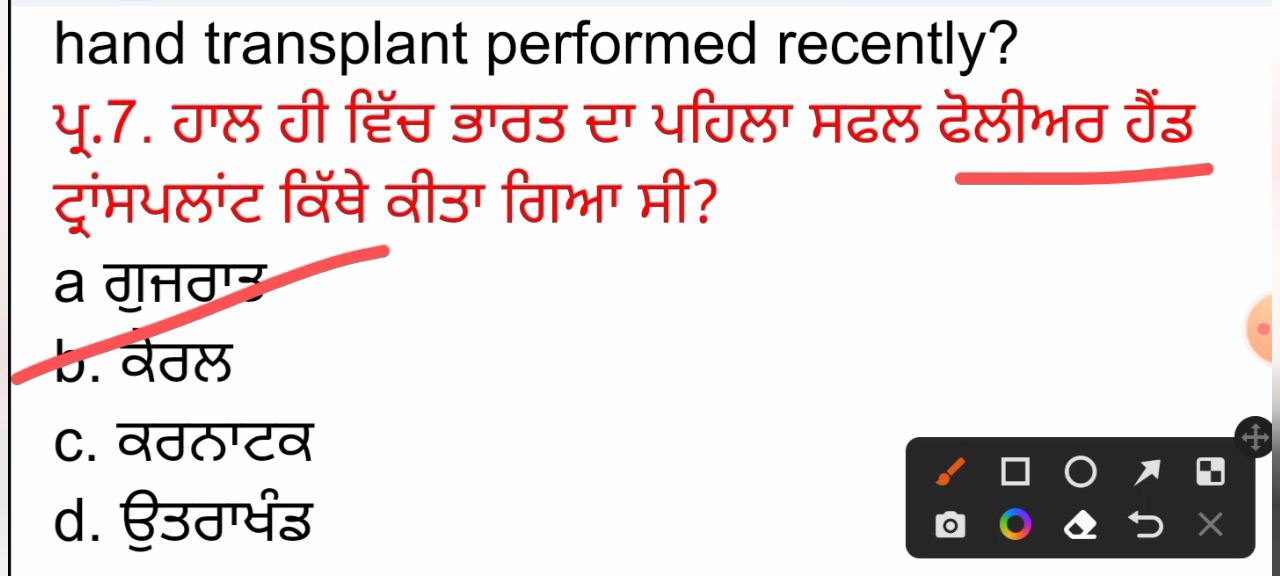 hand transplant performed recently?
ਪ੍ਰ.7. ਹਾਲ ਹੀ ਵਿੱਚ ਭਾਰਤ ਦਾ ਪਹਿਲਾ ਸਫਲ ਫੋਲੀਅਰ ਹੈਂਡ
ਟ੍ਰਾਂਸਪਲਾਂਟ ਕਿੱਥੇ ਕੀਤਾ ਗਿਆ ਸੀ?
a ਗੁਜਰਾਤ
b. ਕੇਰਲ
c. ਕਰਨਾਟਕ
d. ਉਤਰਾਖੰਡ